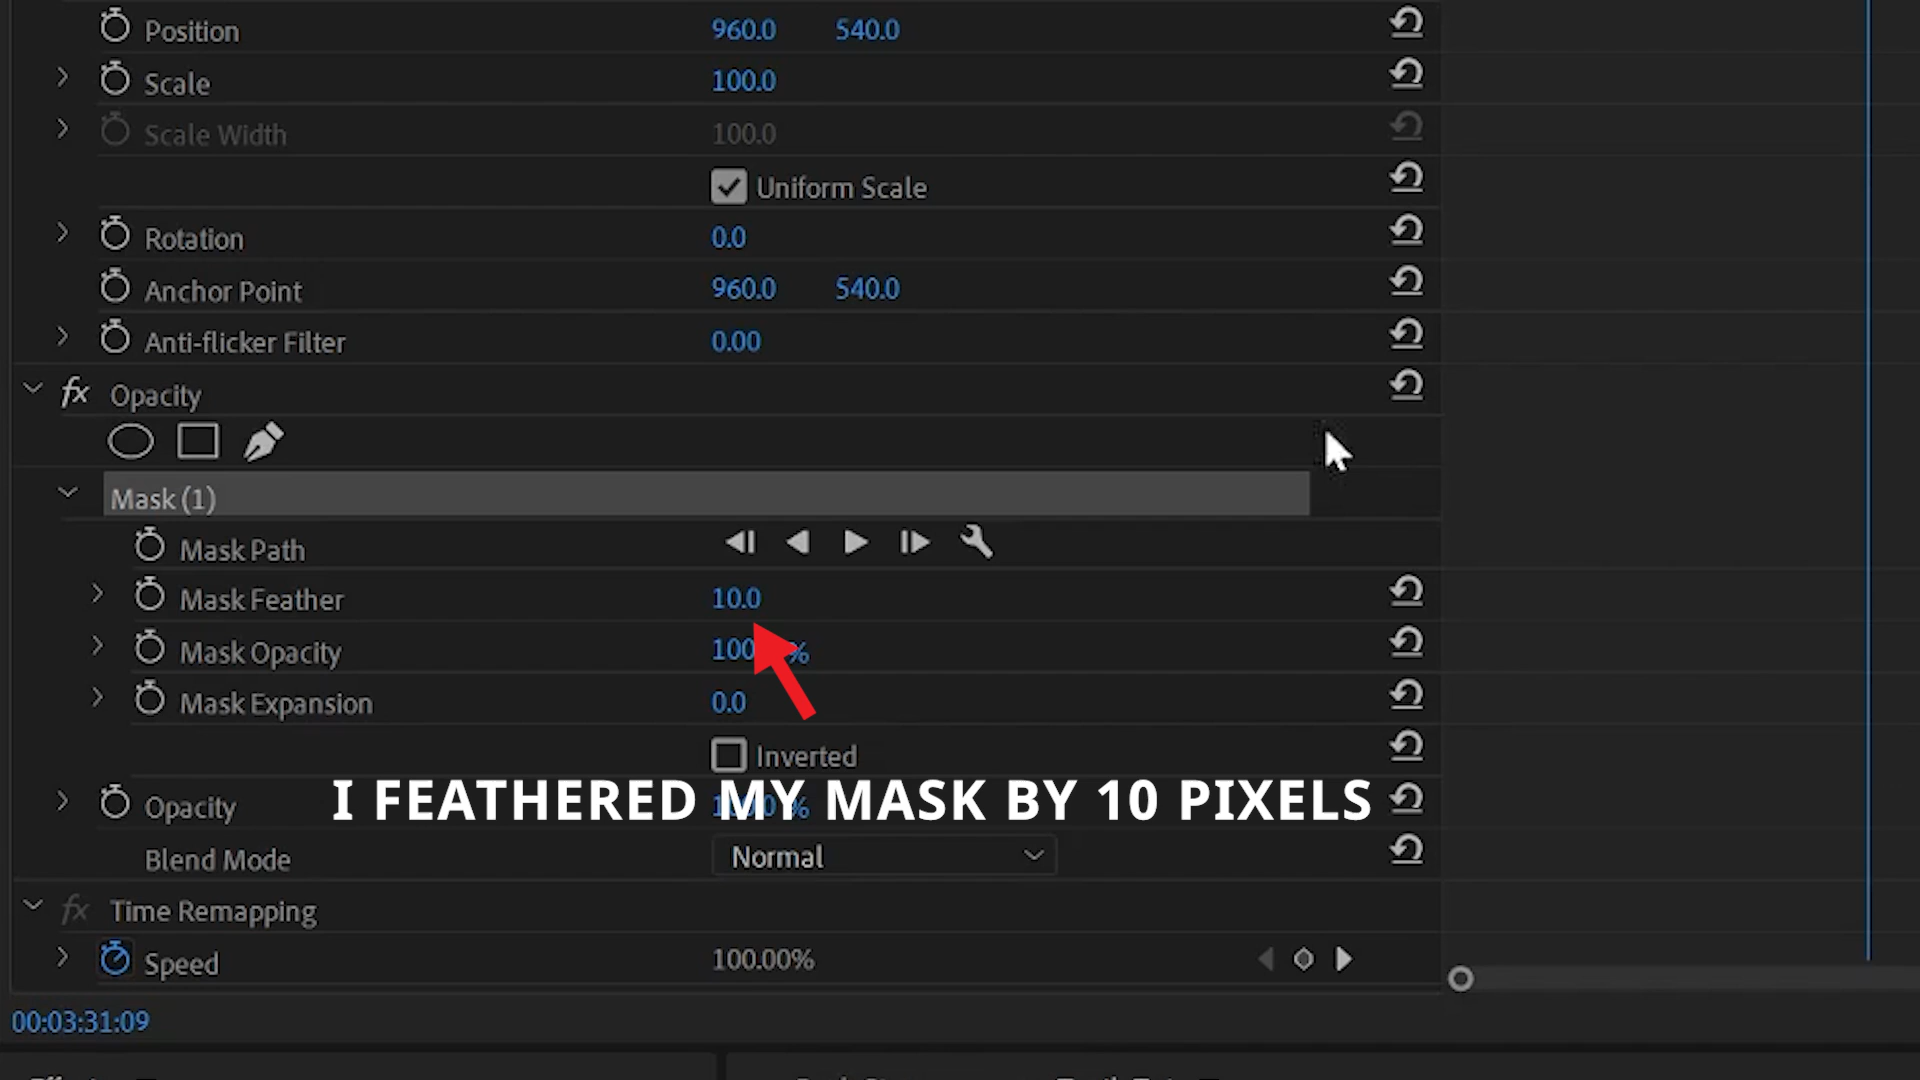 Position 960.0 540.0
Scale 100.0
Scale Width 100.0
Uniform Scale
Rotation 0.0
Anchor Point 960.0 540.0
Anti-flicker Filter 0.00
fx Opacity
Mask (1)
Mask Path
Mask Feather 10.0
Mask Opacity 100 %
Mask Expansion 0.0
Inverted
I FEATHERED MY MASK BY 10 PIXELS
Opacity
Blend Mode Normal
fx Time Remapping
Speed 100.00%
00:03:31:09